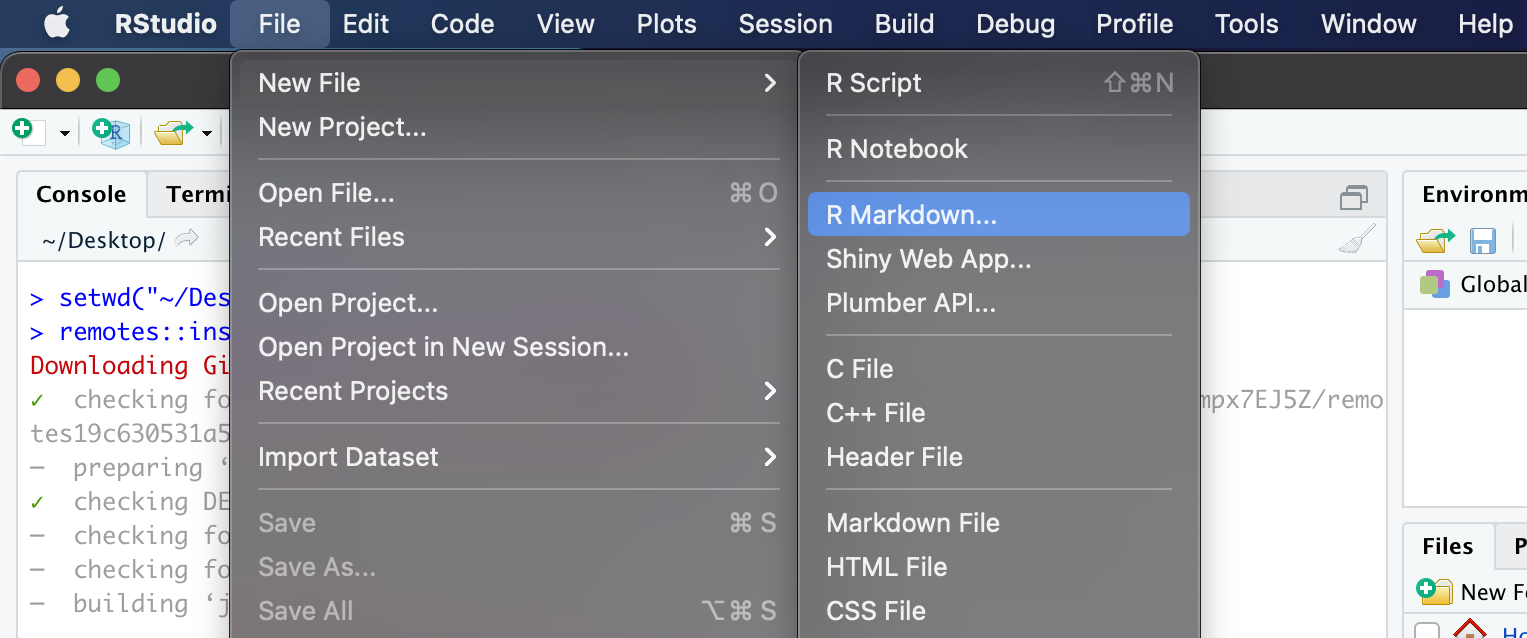 RStudio File Edit Code View Plots Session Build Debug Profile Tools Window Help
New File
New Project...
Open File... ⌘ O
Recent Files
Open Project...
Open Project in New Session...
Recent Projects
Import Dataset
Save ⌘ S
Save As...
Save All ⌥⌘ S
R Script ⇧⌘N
R Notebook
R Markdown...
Shiny Web App...
Plumber API...
C File
C++ File
Header File
Markdown File
HTML File
CSS File
Console Termi
~/Desktop/
> setwd("~/Des
> remotes::ins
Downloading Gi
✓ checking fo mpx7EJ5Z/remo
tes19c630531a5
— preparing ‘
✓ checking DE
— checking fo
— checking fo
— building ‘j
Environm
Global
Files P
New Fo
Ho